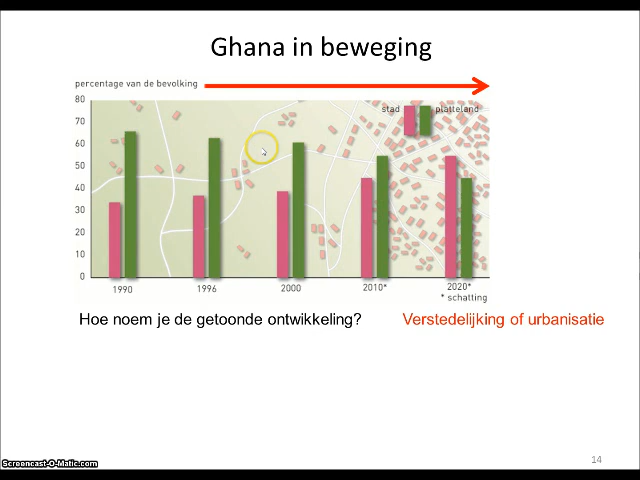 Ghana in beweging
percentage van de bevolking
80
70
60
50
40
30
20
10
0
stad platteland
1990 1996 2000 2010* 2020*
* schatting
Hoe noem je de getoonde ontwikkeling? Verstedelijking of urbanisatie
14
Screencast-O-Matic.com